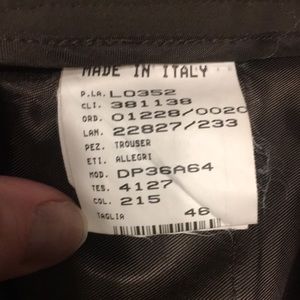 MADE IN ITALY
P.LA. L0352
CLI. 381138
ORD. 01228/0020
LAN. 22827/233
PEZ. TROUSER
ETI. ALLEGRI
MOD. DP36A64
TES. 4127
COL. 215
TAGLIA 46